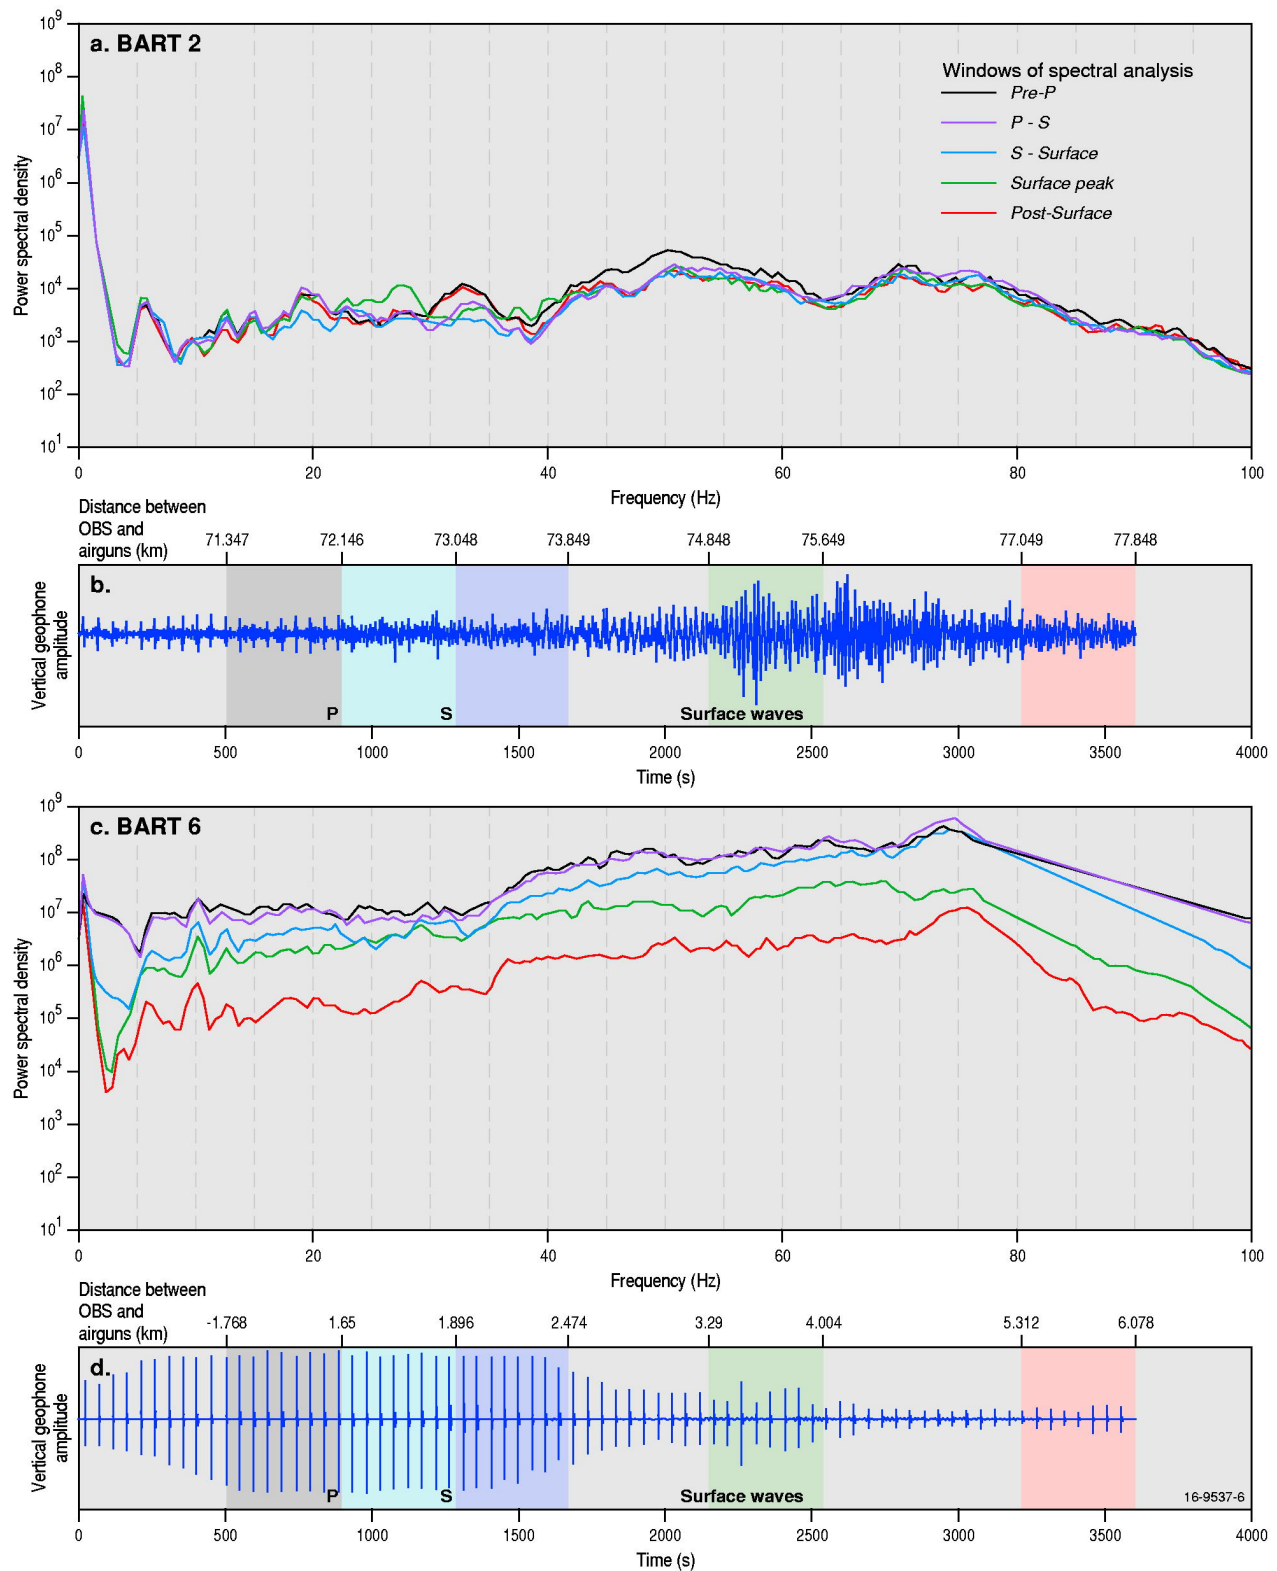 a. BART 2
Windows of spectral analysis
Pre-P
P - S
S - Surface
Surface peak
Post-Surface
Power spectral density
10^9
10^8
10^7
10^6
10^5
10^4
10^3
10^2
10^1
0 20 40 60 80 100
Frequency (Hz)
Distance between
OBS and
airguns (km)
71.347 72.146 73.048 73.849 74.848 75.649 77.049 77.848
b.
Vertical geophone
amplitude
P S Surface waves
0 500 1000 1500 2000 2500 3000 3500 4000
Time (s)
c. BART 6
Power spectral density
10^9
10^8
10^7
10^6
10^5
10^4
10^3
10^2
10^1
0 20 40 60 80 100
Frequency (Hz)
Distance between
OBS and
airguns (km)
-1.768 1.65 1.896 2.474 3.29 4.004 5.312 6.078
d.
Vertical geophone
amplitude
P S Surface waves
16-9537-6
0 500 1000 1500 2000 2500 3000 3500 4000
Time (s)